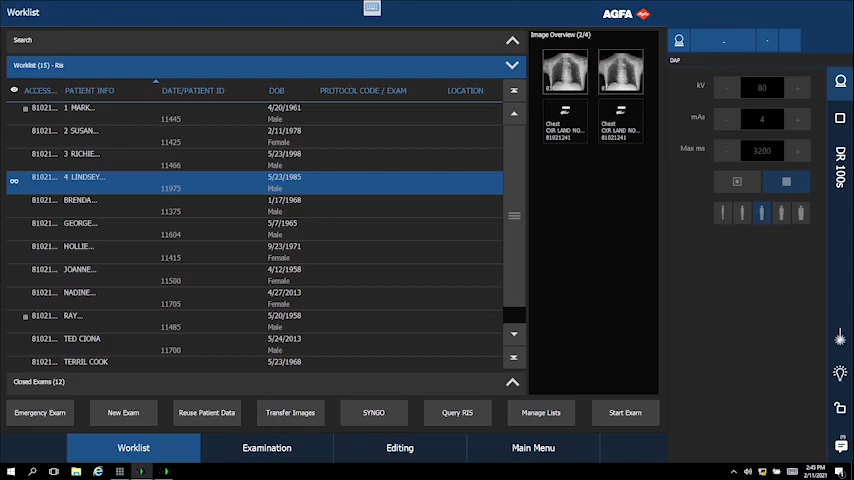 Worklist
AGFA
Search
Worklist (15) - Ris
ACCESS... PATIENT INFO DATE/PATIENT ID DOB PROTOCOL CODE / EXAM LOCATION
81021... 1 MARK... 4/20/1961
11445 Male
81021... 2 SUSAN... 2/11/1978
11425 Female
81021... 3 RICHIE... 5/23/1998
11466 Male
81021... 4 LINDSEY... 5/23/1985
11975 Male
81021... BRENDA... 1/17/1968
11375 Male
81021... GEORGE... 5/7/1965
11604 Male
81021... HOLLIE... 9/23/1971
11415 Female
81021... JOANNE... 4/12/1958
11500 Female
81021... NADINE... 4/27/2013
11705 Female
81021... RAY... 5/20/1958
11485 Male
81021... TED CIONA 5/24/2013
11700 Male
81021... TERRIL COOK 5/23/1968
Closed Exams (12)
Emergency Exam New Exam Reuse Patient Data Transfer Images SYNGO Query RIS Manage Lists Start Exam
Worklist Examination Editing Main Menu
Image Overview (2/4)
Chest
CXR LAND NO...
81021241
Chest
CXR LAND NO...
81021241
DAP
kV - 80 +
mAs - 4 +
Max ms - 3200 +
DR 100s
2:45 PM
2/11/2021